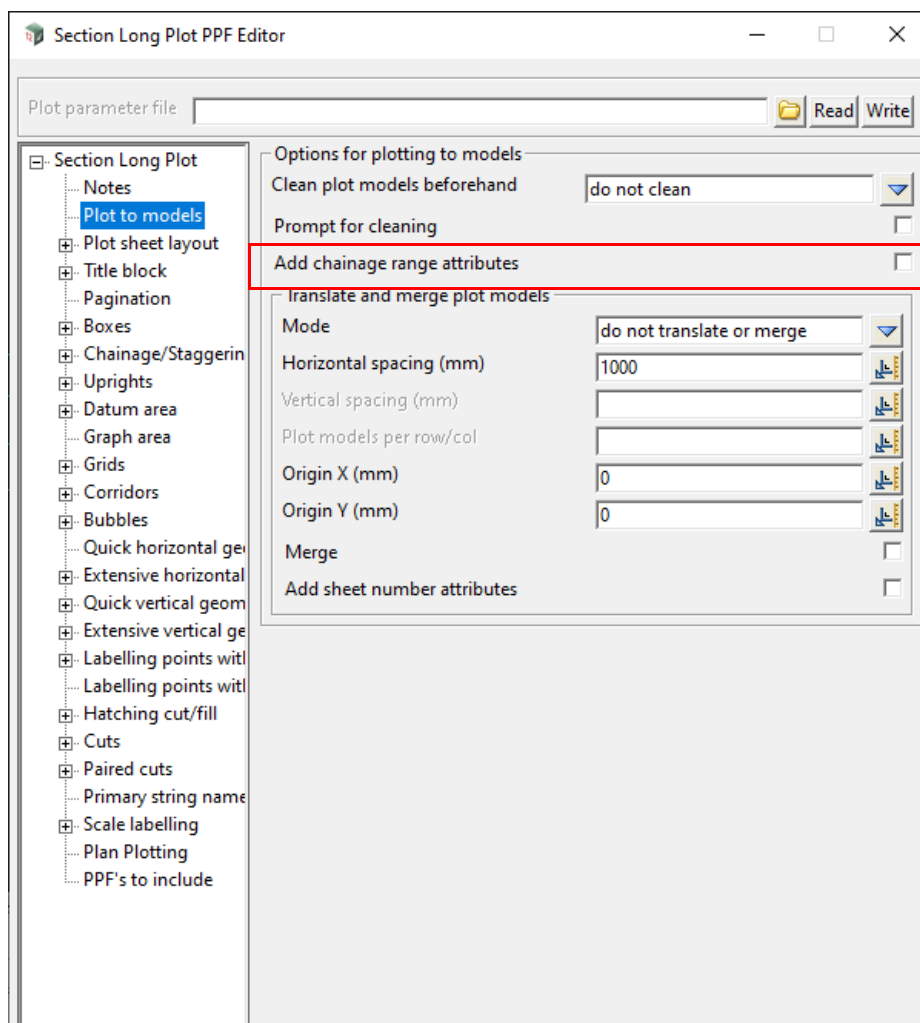 Section Long Plot PPF Editor
Plot parameter file
Read
Write
Section Long Plot
Notes
Plot to models
Plot sheet layout
Title block
Pagination
Boxes
Chainage/Staggerin
Uprights
Datum area
Graph area
Grids
Corridors
Bubbles
Quick horizontal ge
Extensive horizontal
Quick vertical geom
Extensive vertical ge
Labelling points with
Labelling points with
Hatching cut/fill
Cuts
Paired cuts
Primary string name
Scale labelling
Plan Plotting
PPF's to include
Options for plotting to models
Clean plot models beforehand do not clean
Prompt for cleaning
Add chainage range attributes
Translate and merge plot models
Mode do not translate or merge
Horizontal spacing (mm) 1000
Vertical spacing (mm)
Plot models per row/col
Origin X (mm) 0
Origin Y (mm) 0
Merge
Add sheet number attributes